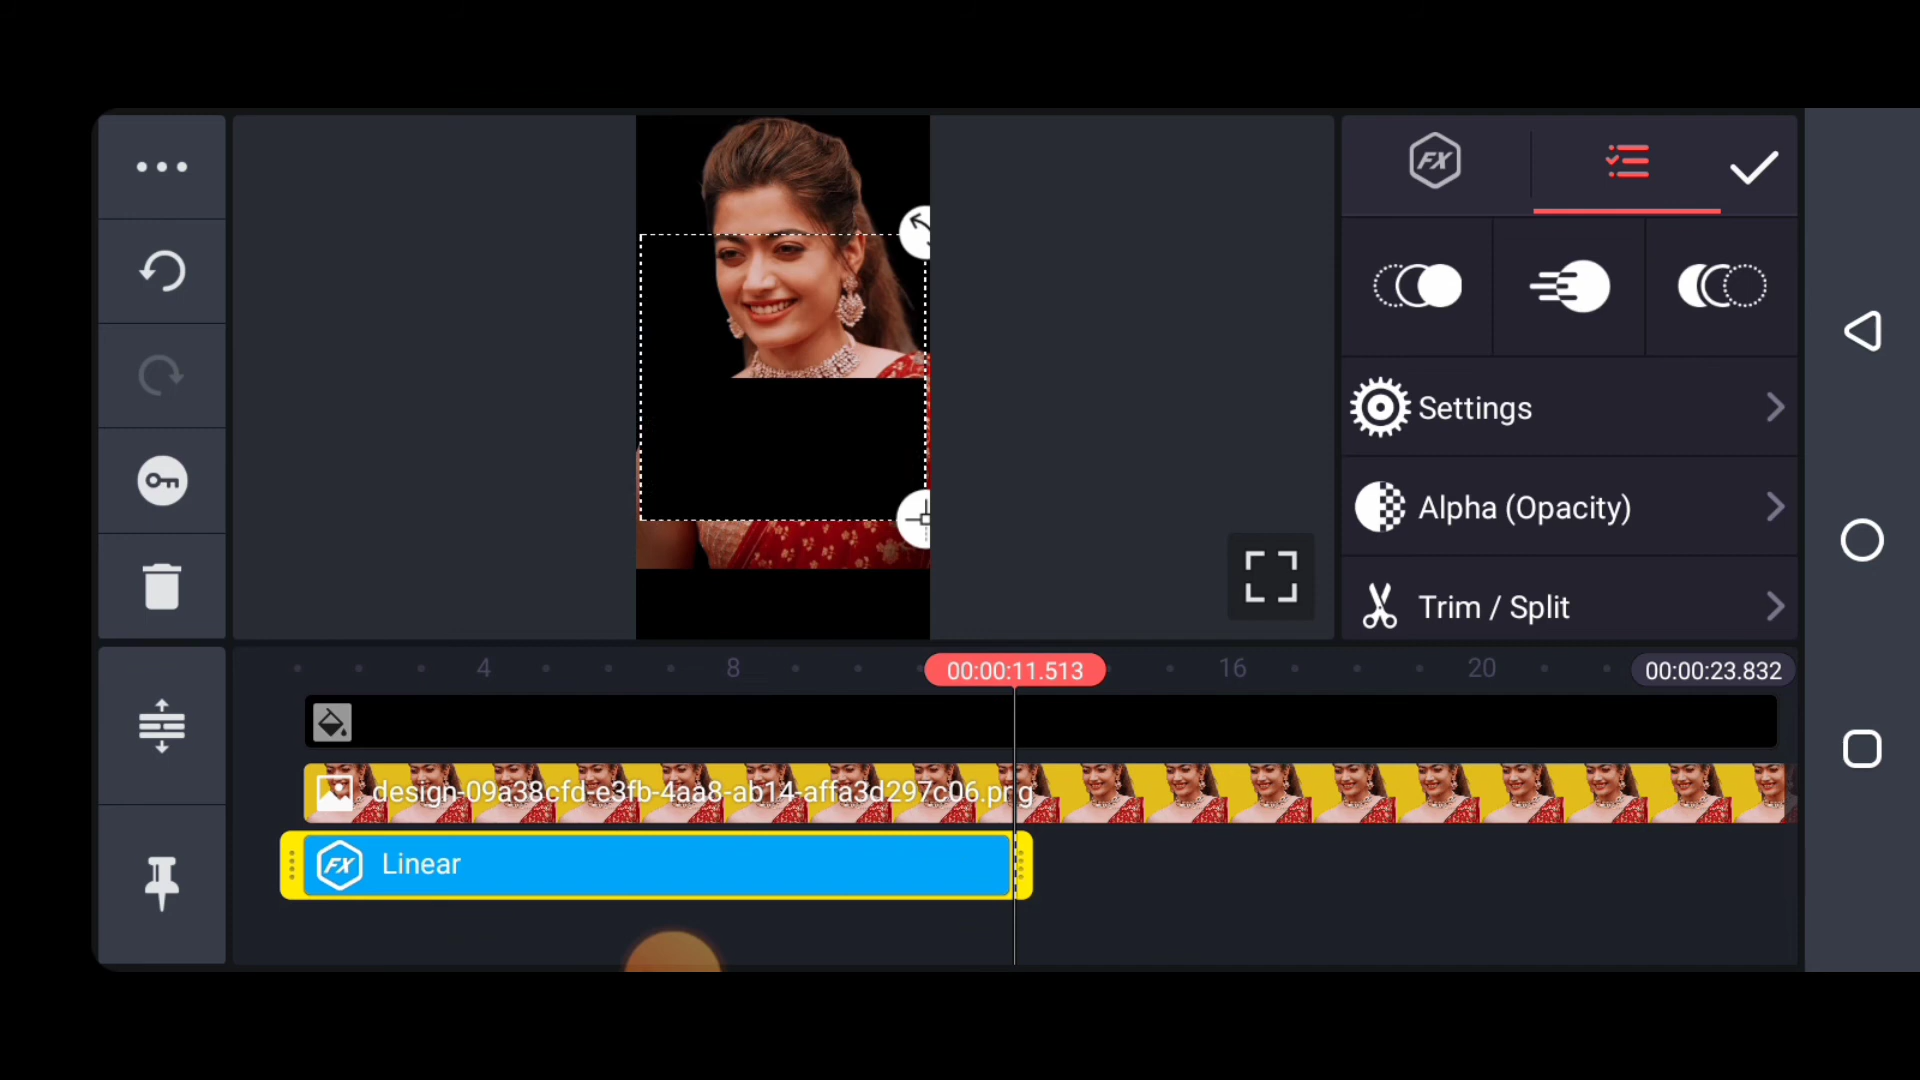 FX
Settings
Alpha (Opacity)
Trim / Split
4
8
00:00:11.513
16
20
00:00:23.832
design-09a38cfd-e3fb-4aa8-ab14-affa3d297c06.png
FX
Linear